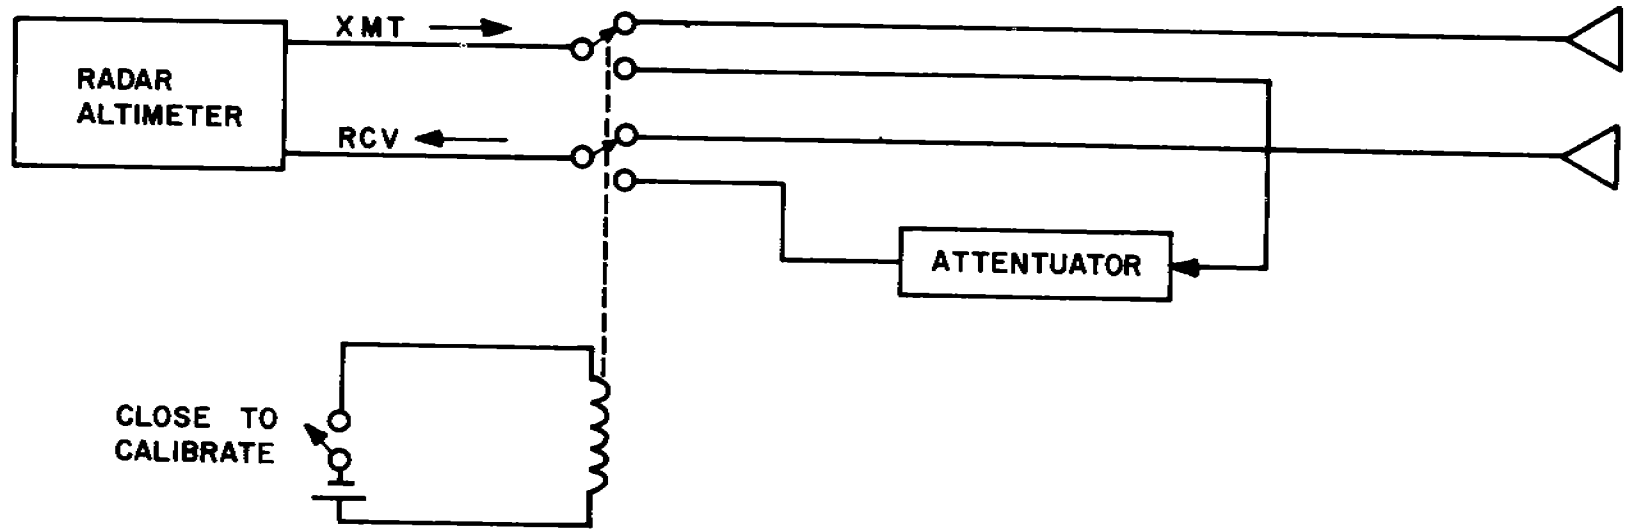 XMT
RADAR
ALTIMETER
RCV
ATTENTUATOR
CLOSE TO
CALIBRATE